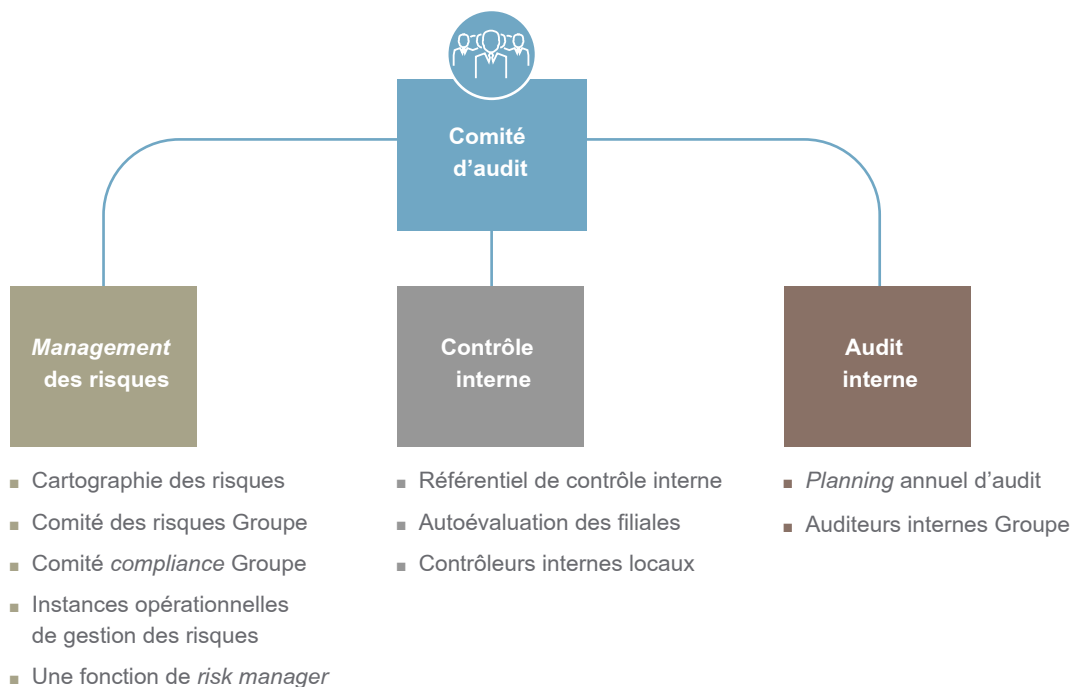 Comité
d’audit
Management
des risques
Cartographie des risques
Comité des risques Groupe
Comité compliance Groupe
Instances opérationnelles
de gestion des risques
Une fonction de risk manager
Contrôle
interne
Référentiel de contrôle interne
Autoévaluation des filiales
Contrôleurs internes locaux
Audit
interne
Planning annuel d’audit
Auditeurs internes Groupe